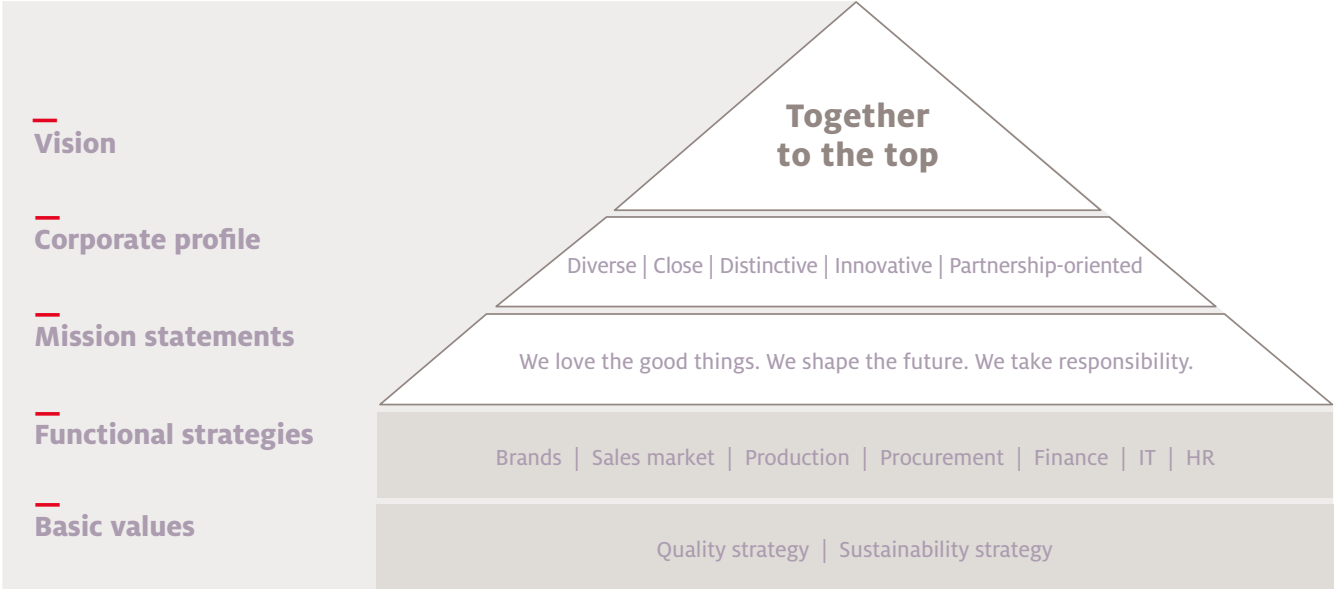 Vision
Together
to the top
Corporate profile
Diverse | Close | Distinctive | Innovative | Partnership-oriented
Mission statements
We love the good things. We shape the future. We take responsibility.
Functional strategies
Brands | Sales market | Production | Procurement | Finance | IT | HR
Basic values
Quality strategy | Sustainability strategy